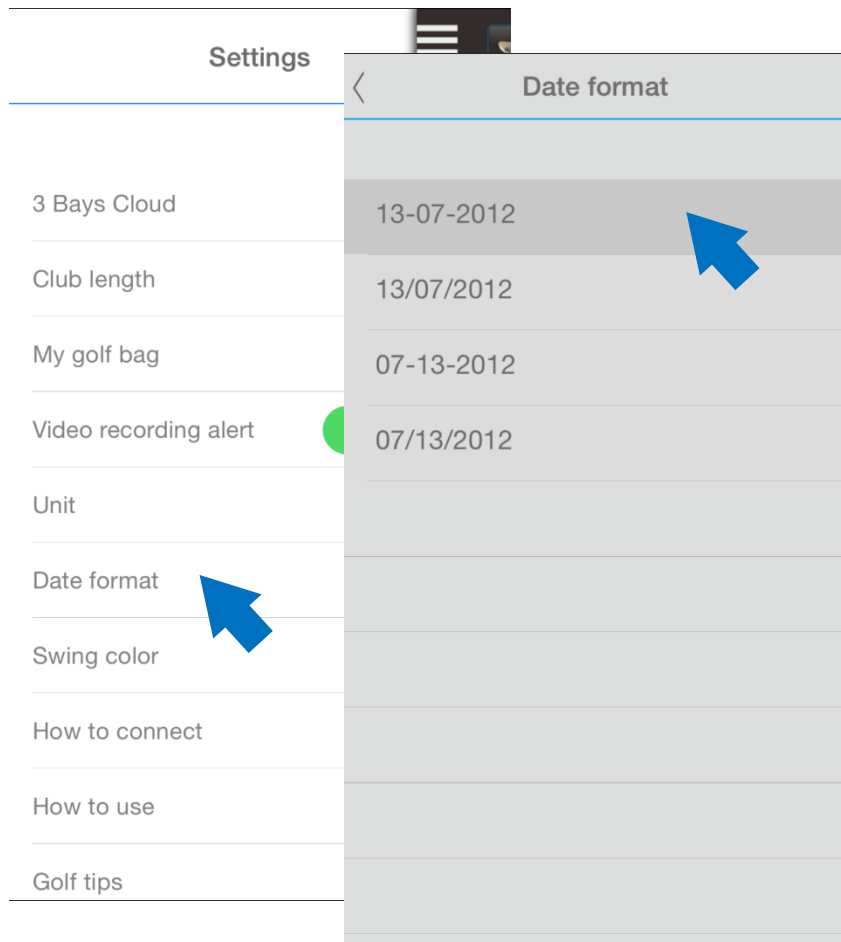 Settings
3 Bays Cloud
Club length
My golf bag
Video recording alert
Unit
Date format
Swing color
How to connect
How to use
Golf tips
Date format
13-07-2012
13/07/2012
07-13-2012
07/13/2012